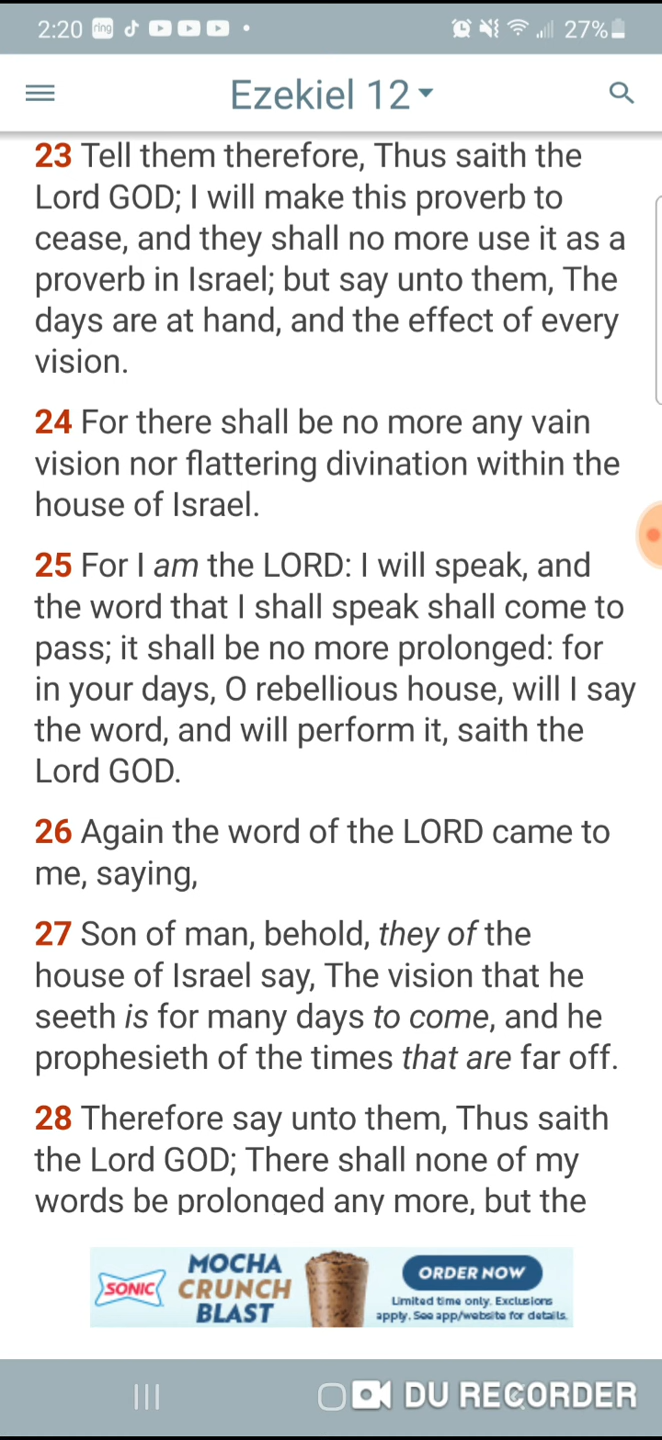 2:20 ring 27%
Ezekiel 12
23 Tell them therefore, Thus saith the
Lord GOD; I will make this proverb to
cease, and they shall no more use it as a
proverb in Israel; but say unto them, The
days are at hand, and the effect of every
vision.
24 For there shall be no more any vain
vision nor flattering divination within the
house of Israel.
25 For I am the LORD: I will speak, and
the word that I shall speak shall come to
pass; it shall be no more prolonged: for
in your days, O rebellious house, will I say
the word, and will perform it, saith the
Lord GOD.
26 Again the word of the LORD came to
me, saying,
27 Son of man, behold, they of the
house of Israel say, The vision that he
seeth is for many days to come, and he
prophesieth of the times that are far off.
28 Therefore say unto them, Thus saith
the Lord GOD; There shall none of my
words be prolonged any more, but the
SONIC
MOCHA
CRUNCH
BLAST
ORDER NOW
Limited time only. Exclusions
apply. See app/website for details.
DU RECORDER